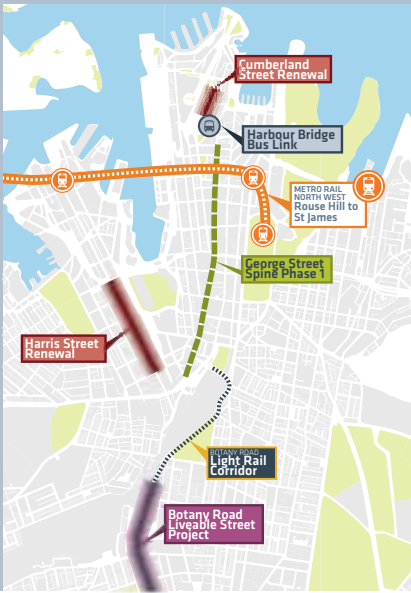 Cumberland
Street Renewal
Harbour Bridge
Bus Link
METRO RAIL
NORTH WEST
Rouse Hill to
St James
George Street
Spine Phase 1
Harris Street
Renewal
BOTANY ROAD
Light Rail
Corridor
Botany Road
Liveable Street
Project